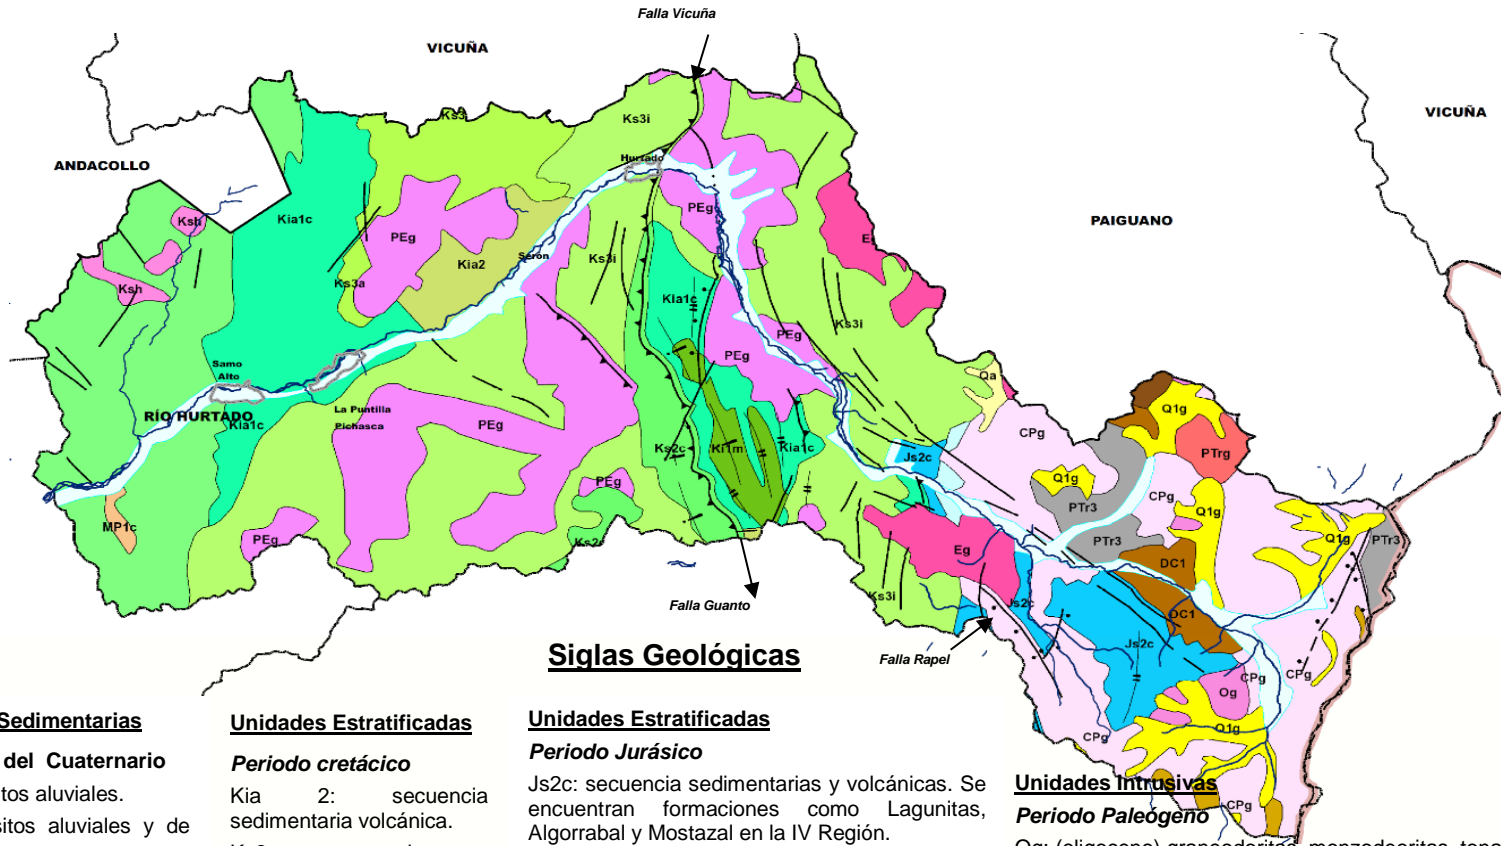 Falla Vicuña
VICUÑA
VICUÑA
ANDACOLLO
PAIGUANO
Ks3
Ks3i
Hurtado
Ksh
Kia1c
PEg
PEg
Kia2
Serón
Ks3i
Ksh
Ks3a
Kia1c
Ks3i
PEg
PEg
Samo
Alto
RÍO HURTADO
Kia1c
La Puntilla
Pichasca
PEg
Qa
Q1g
CPg
PTrg
Ks2c
Ki1m
Kia1c
Js2c
PEg
Q1g
CPg
PTr3
Q1g
MP1c
PEg
PTr3
Q1g
PTr3
Eg
DC1
Ks3i
Js2c
DC1
Falla Guanto
Js2c
Falla Rapel
CPg
CPg
Og
Q1g
CPg
CPg
Siglas Geológicas
Sedimentarias
del Cuaternario
tos aluviales.
sitos aluviales y de
Unidades Estratificadas
Periodo cretácico
Kia 2: secuencia
sedimentaria volcánica.
Unidades Estratificadas
Periodo Jurásico
Js2c: secuencia sedimentarias y volcánicas. Se
encuentran formaciones como Lagunitas,
Algorrabal y Mostazal en la IV Región.
Unidades Intrusivas
Periodo Paleógeno